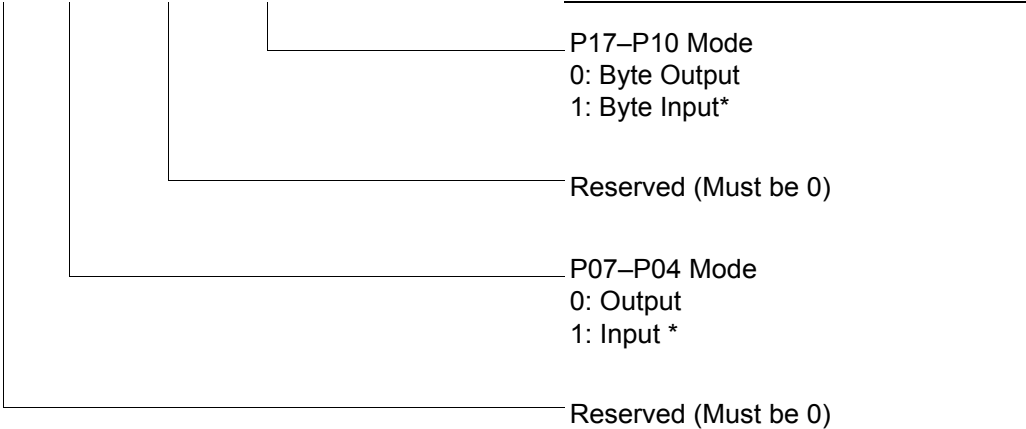 P17–P10 Mode
0: Byte Output
1: Byte Input*
Reserved (Must be 0)
P07–P04 Mode
0: Output
1: Input *
Reserved (Must be 0)